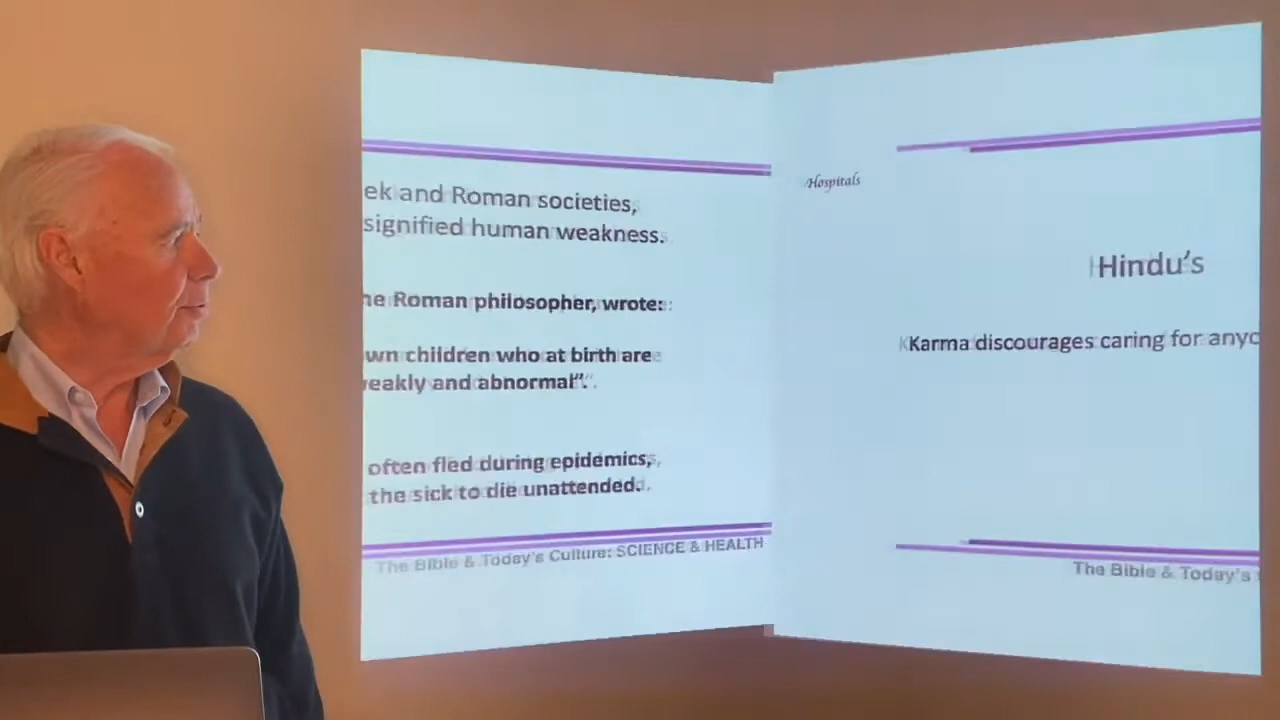 ek and Roman societies,
signified human weakness.
he Roman philosopher, wrote:
wn children who at birth are
eakly and abnormal".
often fled during epidemics,
the sick to die unattended.
The Bible & Today's Culture: SCIENCE & HEALTH
Hospitals
Hindu's
Karma discourages caring for anyo
The Bible & Today's